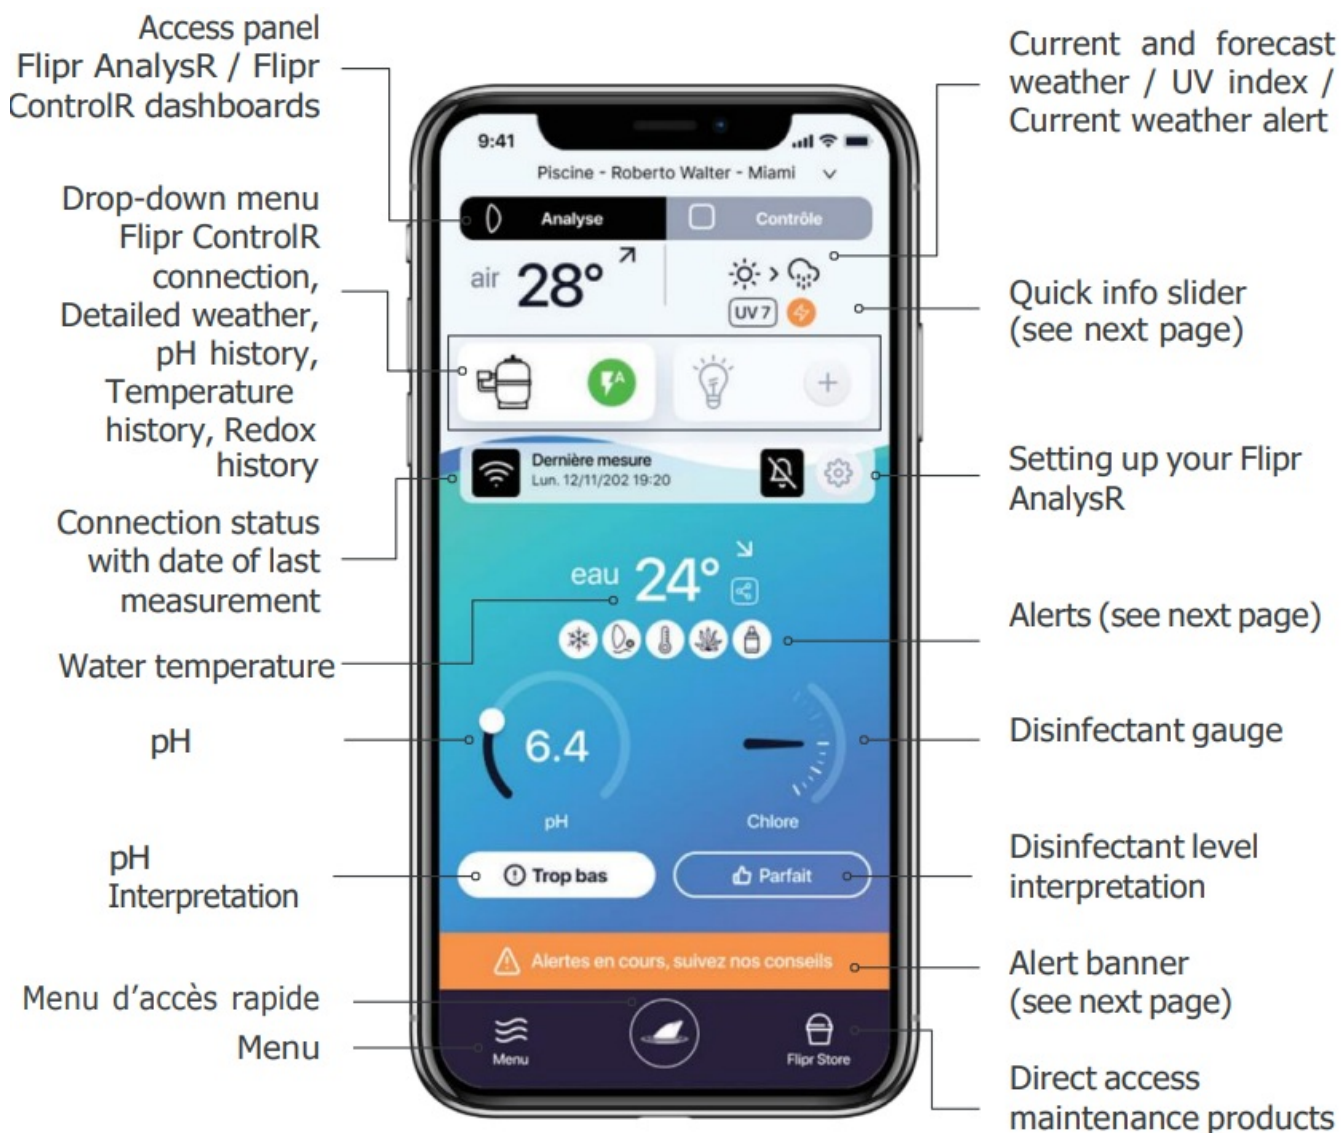 Access panel
Flipr AnalysR / Flipr
ControlR dashboards
Drop-down menu
Flipr ControlR
connection,
Detailed weather,
pH history,
Temperature
history, Redox
history
Connection status
with date of last
measurement
Water temperature
pH
pH
Interpretation
Menu d’accès rapide
Menu
9:41
Piscine - Roberto Walter - Miami
Analyse
Contrôle
air 28°
UV 7
A
Dernière mesure
Lun. 12/11/202 19:20
eau 24°
6.4
pH
Chlore
Trop bas
Parfait
Alertes en cours, suivez nos conseils
Menu
Flipr Store
Current and forecast
weather / UV index /
Current weather alert
Quick info slider
(see next page)
Setting up your Flipr
AnalysR
Alerts (see next page)
Disinfectant gauge
Disinfectant level
interpretation
Alert banner
(see next page)
Direct access
maintenance products